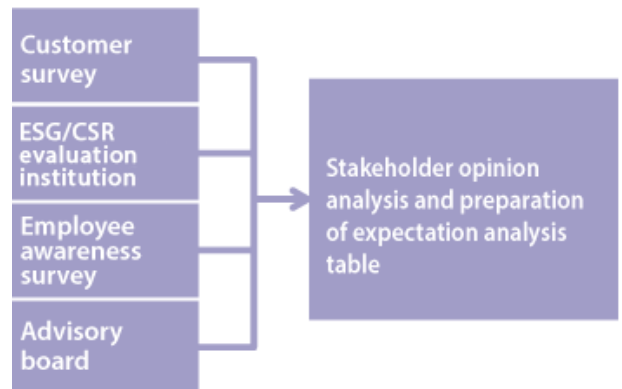 Customer
survey
ESG/CSR
evaluation
institution
Employee
awareness
survey
Advisory
board
Stakeholder opinion
analysis and preparation
of expectation analysis
table